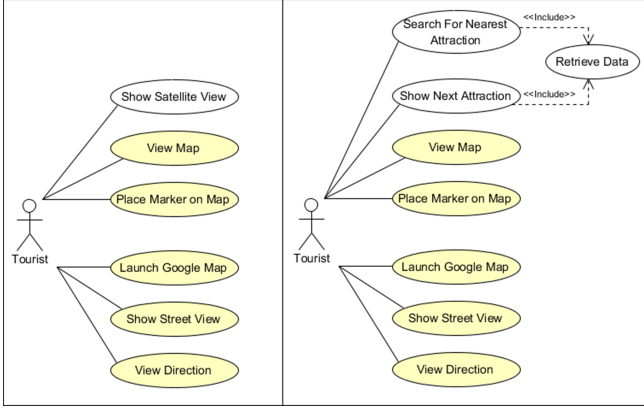 Show Satellite View
View Map
Place Marker on Map
Tourist
Launch Google Map
Show Street View
View Direction
Search For Nearest
Attraction
<<Include>>
Retrieve Data
Show Next Attraction
<<Include>>
View Map
Place Marker on Map
Tourist
Launch Google Map
Show Street View
View Direction